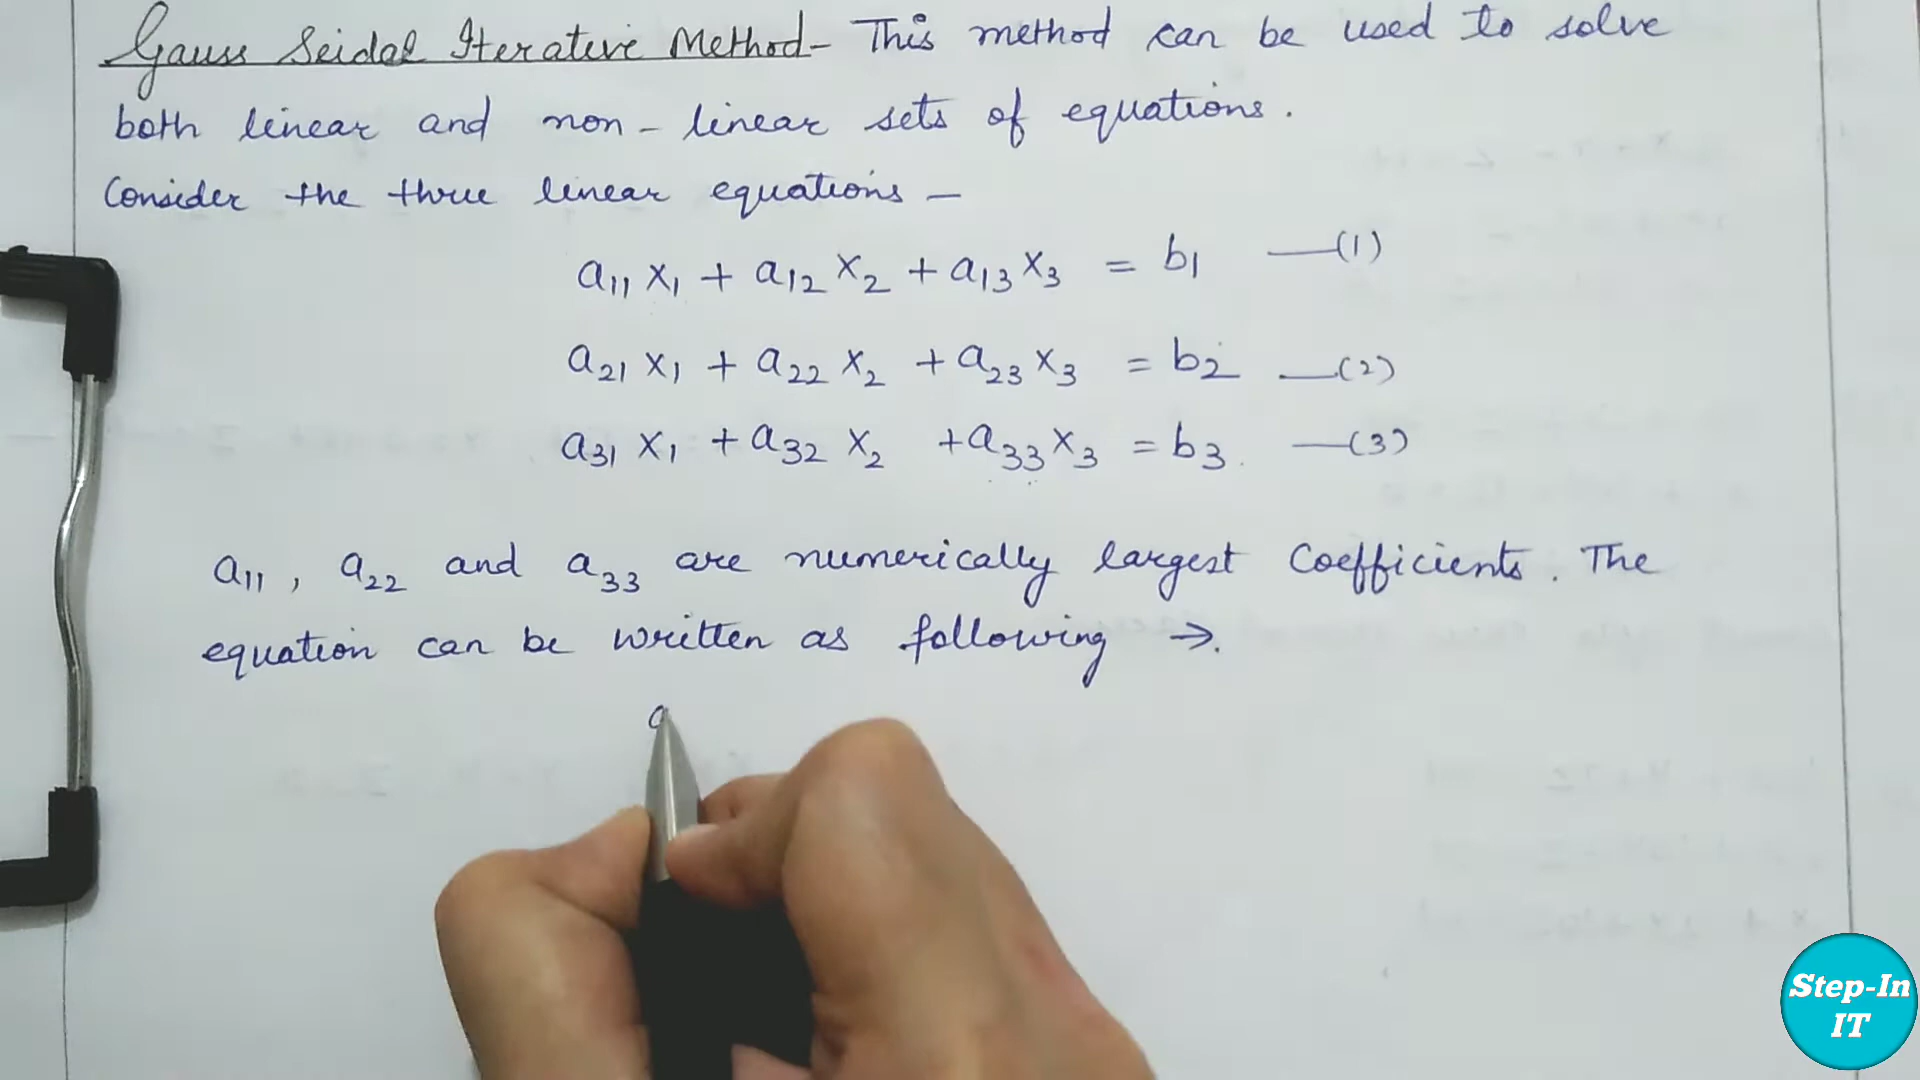 Gauss Seidal Iterative Method - This method can be used to solve
both linear and non-linear sets of equations.
Consider the three linear equations -
a11 x1 + a12 x2 + a13 x3 = b1 —(1)
a21 x1 + a22 x2 + a23 x3 = b2 —(2)
a31 x1 + a32 x2 + a33 x3 = b3. —(3)
a11, a22 and a33 are numerically largest Coefficients. The
equation can be written as following →.
a
Step-In
IT